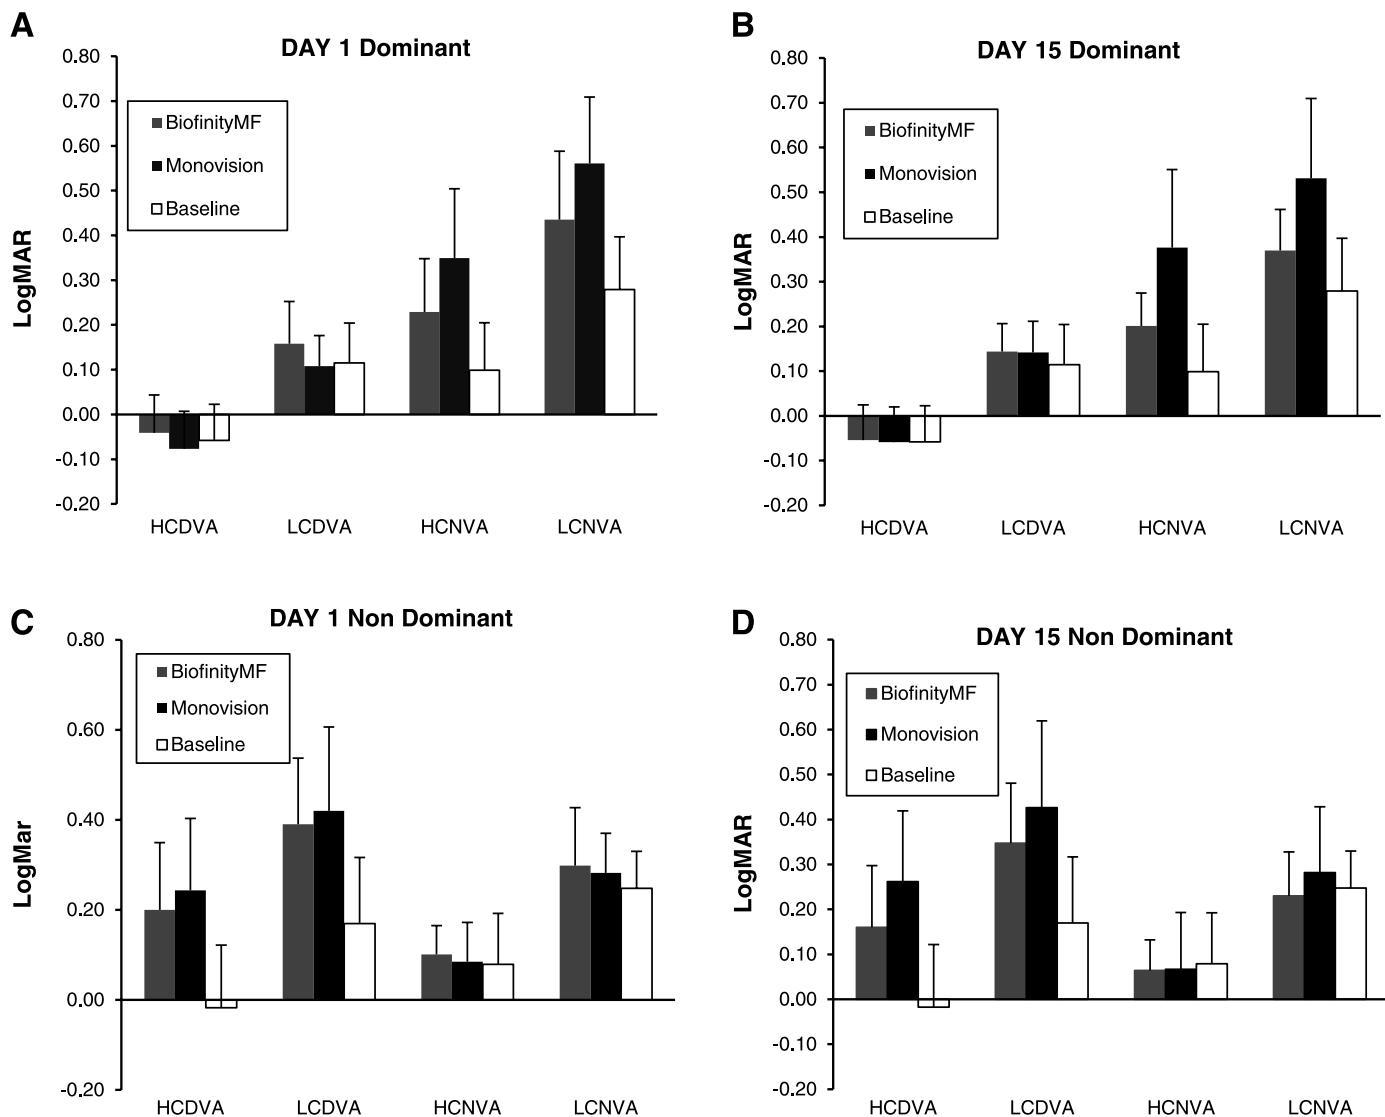 A
DAY 1 Dominant
0.80
0.70
0.60
0.50
0.40
0.30
0.20
0.10
0.00
-0.10
-0.20
LogMAR
BiofinityMF
Monovision
Baseline
HCDVA LCDVA HCNVA LCNVA
B
DAY 15 Dominant
0.80
0.70
0.60
0.50
0.40
0.30
0.20
0.10
0.00
-0.10
-0.20
LogMAR
BiofinityMF
Monovision
Baseline
HCDVA LCDVA HCNVA LCNVA
C
DAY 1 Non Dominant
0.80
0.60
0.40
0.20
0.00
-0.20
LogMar
BiofinityMF
Monovision
Baseline
HCDVA LCDVA HCNVA LCNVA
D
DAY 15 Non Dominant
0.80
0.70
0.60
0.50
0.40
0.30
0.20
0.10
0.00
-0.10
-0.20
LogMAR
BiofinityMF
Monovision
Baseline
HCDVA LCDVA HCNVA LCNVA